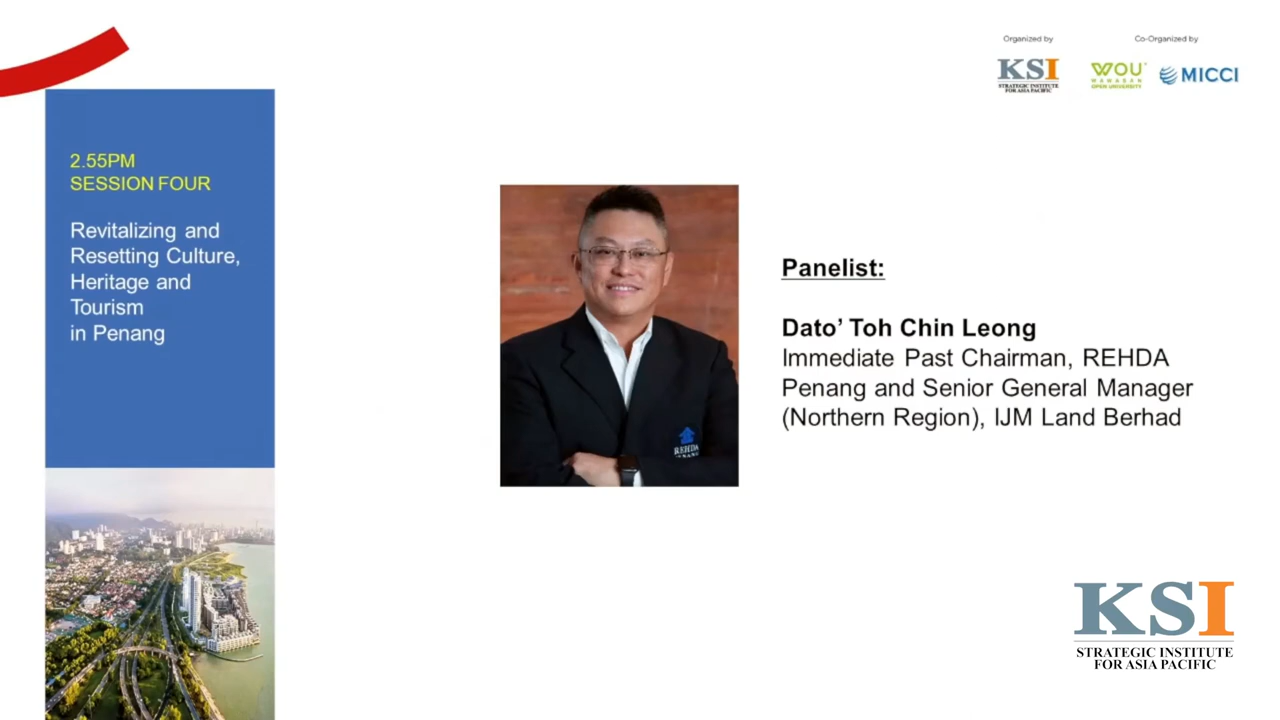 Organized by
Co-Organized by
KSI
STRATEGIC INSTITUTE
FOR ASIA PACIFIC
WOU
WAWASAN
OPEN UNIVERSITY
MICCI
2.55PM
SESSION FOUR
Revitalizing and
Resetting Culture,
Heritage and
Tourism
in Penang
REHDA
PENANG
Panelist:
Dato’ Toh Chin Leong
Immediate Past Chairman, REHDA
Penang and Senior General Manager
(Northern Region), IJM Land Berhad
KSI
STRATEGIC INSTITUTE
FOR ASIA PACIFIC